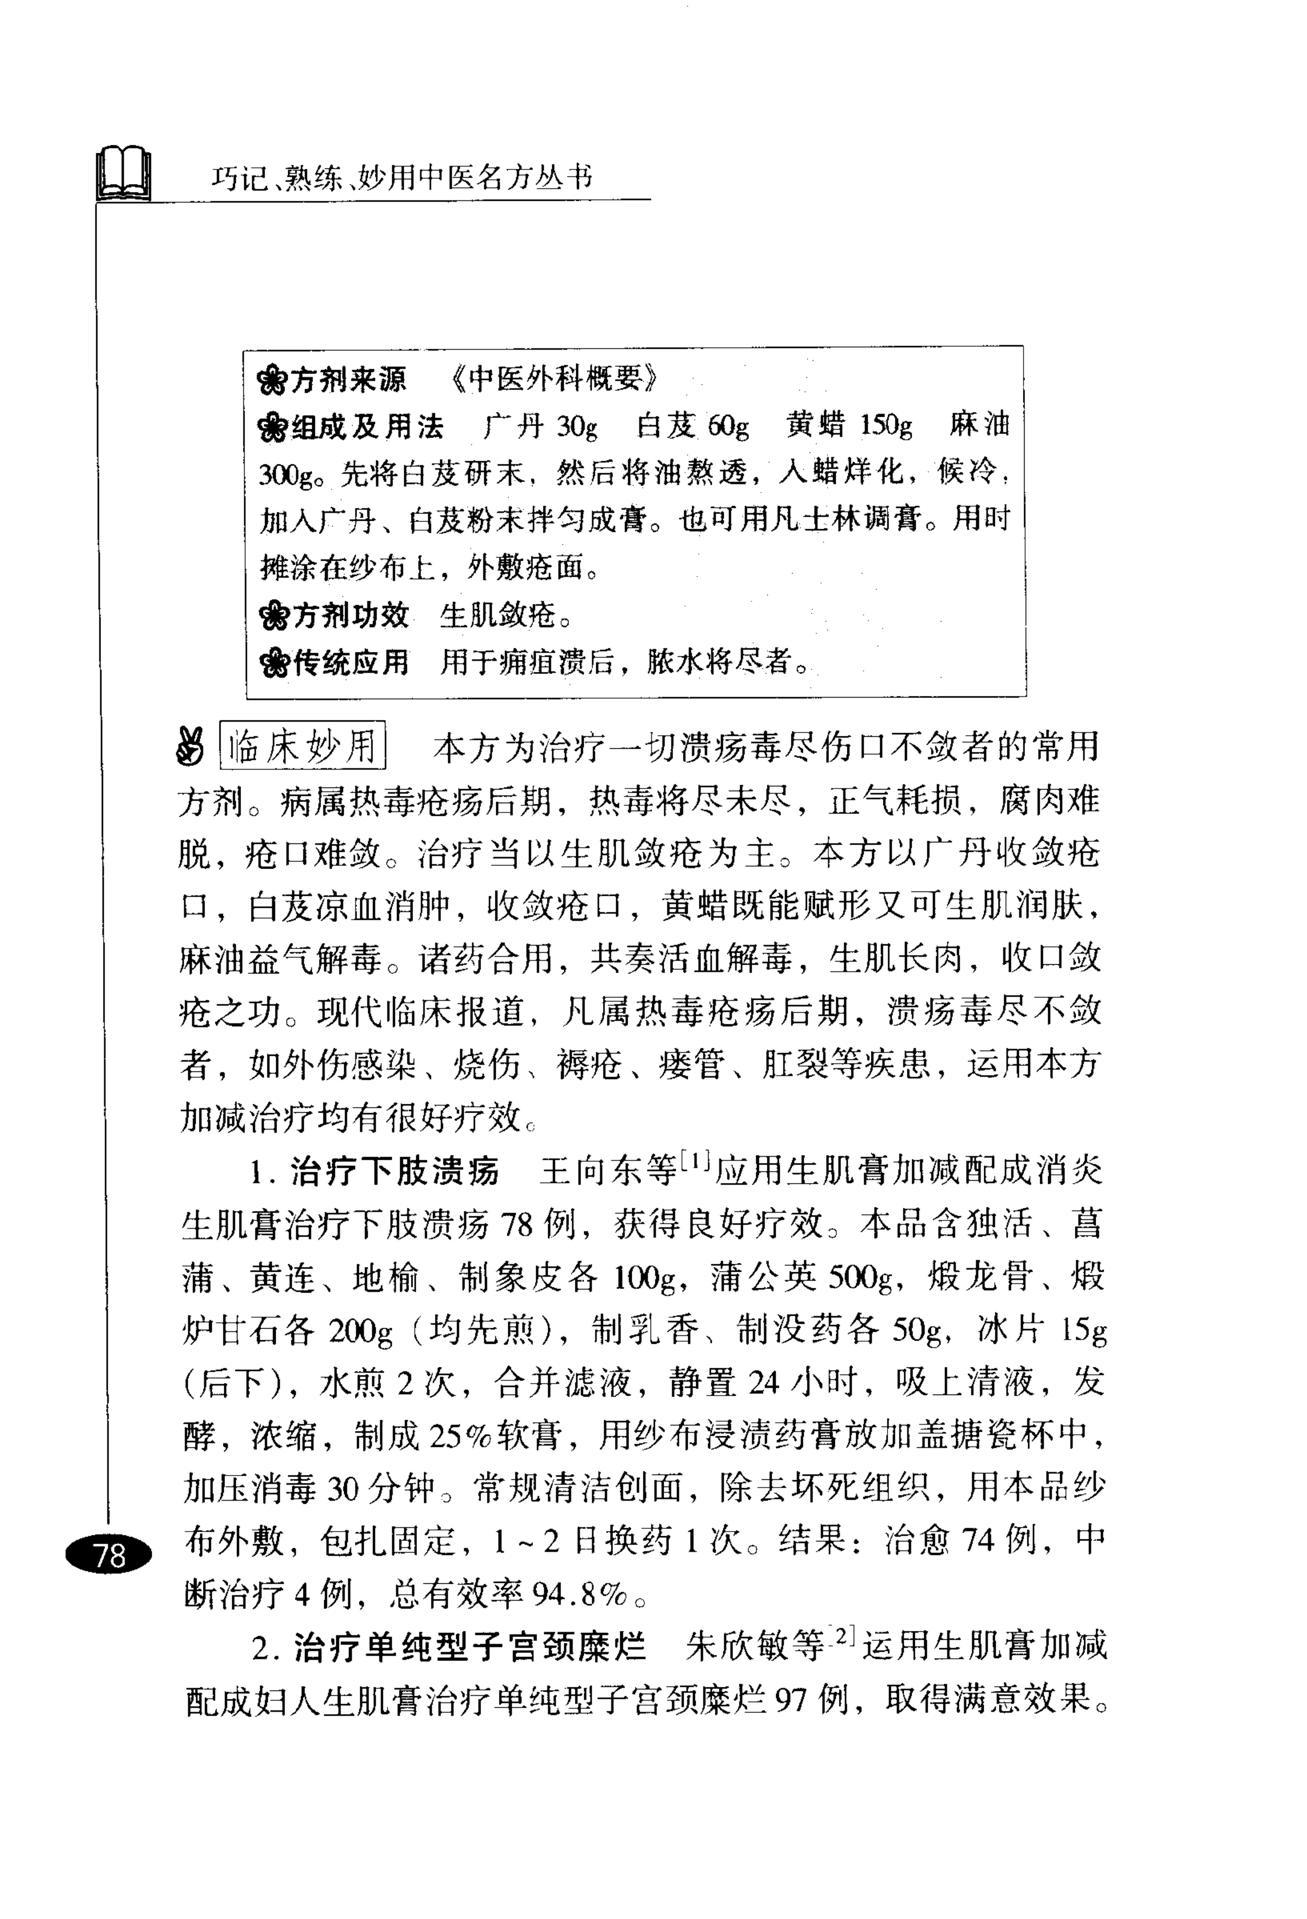 巧记、熟练、妙用中医名方丛书
方剂来源 《中医外科概要》
组成及用法 广丹 30g 白芨 60g 黄蜡 150g 麻油
300g。先将白芨研末，然后将油熬透，入蜡烊化，候冷，
加入广丹、白芨粉末拌匀成膏。也可用凡士林调膏。用时
摊涂在纱布上，外敷疮面。
方剂功效 生肌敛疮。
传统应用 用于痈疽溃后，脓水将尽者。
临床妙用 本方为治疗一切溃疡毒尽伤口不敛者的常用
方剂。病属热毒疮疡后期，热毒将尽未尽，正气耗损，腐肉难
脱，疮口难敛。治疗当以生肌敛疮为主。本方以广丹收敛疮
口，白芨凉血消肿，收敛疮口，黄蜡既能赋形又可生肌润肤，
麻油益气解毒。诸药合用，共奏活血解毒，生肌长肉，收口敛
疮之功。现代临床报道，凡属热毒疮疡后期，溃疡毒尽不敛
者，如外伤感染、烧伤、褥疮、瘘管、肛裂等疾患，运用本方
加减治疗均有很好疗效。
1. 治疗下肢溃疡 王向东等[1]应用生肌膏加减配成消炎
生肌膏治疗下肢溃疡 78 例，获得良好疗效。本品含独活、菖
蒲、黄连、地榆、制象皮各 100g，蒲公英 500g，煅龙骨、煅
炉甘石各 200g（均先煎），制乳香、制没药各 50g，冰片 15g
（后下），水煎 2 次，合并滤液，静置 24 小时，吸上清液，发
酵，浓缩，制成 25%软膏，用纱布浸渍药膏放加盖搪瓷杯中，
加压消毒 30 分钟。常规清洁创面，除去坏死组织，用本品纱
布外敷，包扎固定，1~2 日换药 1 次。结果：治愈 74 例，中
断治疗 4 例，总有效率 94.8%。
2. 治疗单纯型子宫颈糜烂 朱欣敏等[2]运用生肌膏加减
配成妇人生肌膏治疗单纯型子宫颈糜烂 97 例，取得满意效果。
78